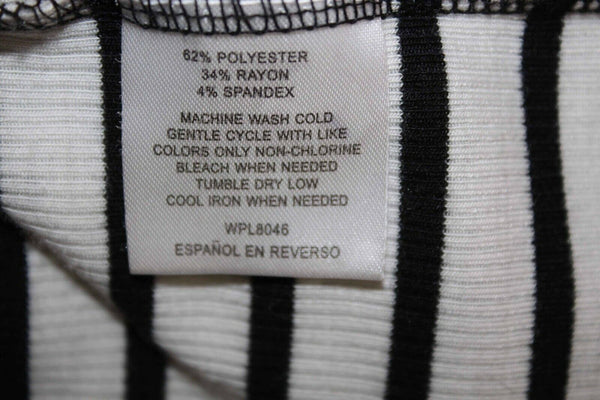 62% POLYESTER
34% RAYON
4% SPANDEX
MACHINE WASH COLD
GENTLE CYCLE WITH LIKE
COLORS ONLY NON-CHLORINE
BLEACH WHEN NEEDED
TUMBLE DRY LOW
COOL IRON WHEN NEEDED
WPL8046
ESPAÑOL EN REVERSO